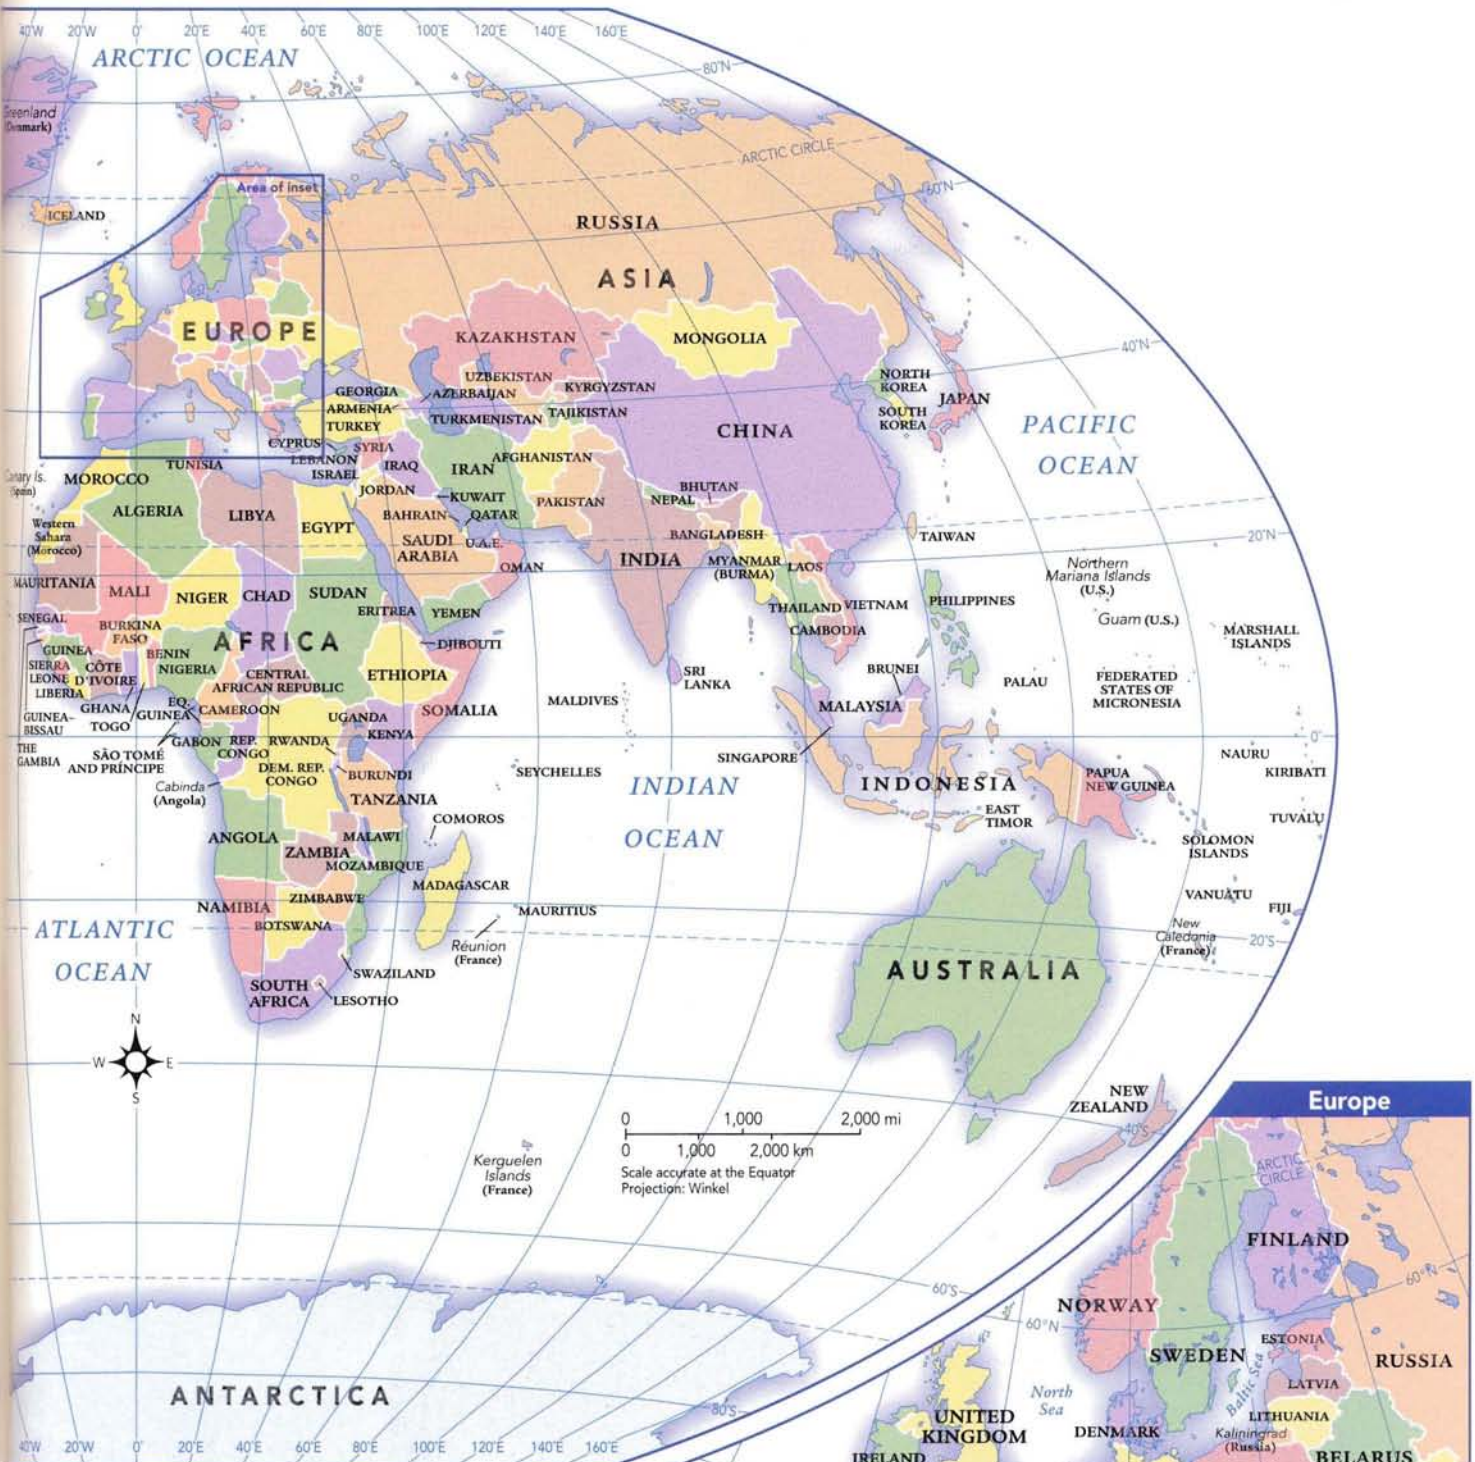 40°W 20°W 0° 20°E 40°E 60°E 80°E 100°E 120°E 140°E 160°E
ARCTIC OCEAN
80°N
Greenland
(Denmark)
ARCTIC CIRCLE
60°N
Area of inset
ICELAND
RUSSIA
ASIA
EUROPE
KAZAKHSTAN
MONGOLIA
40°N
UZBEKISTAN
KYRGYZSTAN
GEORGIA
AZERBAIJAN
ARMENIA
TURKMENISTAN
TAJIKISTAN
TURKEY
NORTH
KOREA
SOUTH
KOREA
JAPAN
CHINA
PACIFIC
OCEAN
CYPRUS
SYRIA
LEBANON
ISRAEL
IRAQ
IRAN
AFGHANISTAN
JORDAN
KUWAIT
PAKISTAN
BAHRAIN
QATAR
SAUDI
ARABIA
U.A.E.
OMAN
NEPAL
BHUTAN
BANGLADESH
INDIA
MYANMAR
(BURMA)
LAOS
TAIWAN
20°N
Canary Is.
(Spain)
MOROCCO
TUNISIA
ALGERIA
LIBYA
EGYPT
Western
Sahara
(Morocco)
MAURITANIA
MALI
NIGER
CHAD
SUDAN
ERITREA
YEMEN
SENEGAL
BURKINA
FASO
AFRICA
DJIBOUTI
GUINEA
BENIN
NIGERIA
SIERRA
LEONE
CÔTE
D'IVOIRE
LIBERIA
CENTRAL
AFRICAN REPUBLIC
ETHIOPIA
GHANA
TOGO
EQ.
GUINEA
CAMEROON
UGANDA
SOMALIA
KENYA
GUINEA-
BISSAU
THE
GAMBIA
SÃO TOMÉ
AND PRÍNCIPE
GABON
REP.
CONGO
RWANDA
DEM. REP.
CONGO
BURUNDI
Cabinda
(Angola)
TANZANIA
COMOROS
ANGOLA
ZAMBIA
MALAWI
MOZAMBIQUE
MADAGASCAR
NAMIBIA
ZIMBABWE
BOTSWANA
MAURITIUS
Réunion
(France)
SWAZILAND
SOUTH
AFRICA
LESOTHO
ATLANTIC
OCEAN
THAILAND
VIETNAM
CAMBODIA
PHILIPPINES
Northern
Mariana Islands
(U.S.)
Guam (U.S.)
MARSHALL
ISLANDS
SRI
LANKA
MALDIVES
BRUNEI
PALAU
FEDERATED
STATES OF
MICRONESIA
MALAYSIA
SINGAPORE
0°
NAURU
KIRIBATI
SEYCHELLES
INDIAN
OCEAN
INDONESIA
PAPUA
NEW GUINEA
EAST
TIMOR
TUVALU
SOLOMON
ISLANDS
VANUATU
FIJI
New
Caledonia
(France)
20°S
AUSTRALIA
NEW
ZEALAND
40°S
N
W E
S
0 1,000 2,000 mi
0 1,000 2,000 km
Scale accurate at the Equator
Projection: Winkel
Kerguelen
Islands
(France)
60°S
ANTARCTICA
80°S
40°W 20°W 0° 20°E 40°E 60°E 80°E 100°E 120°E 140°E 160°E
Europe
ARCTIC
CIRCLE
FINLAND
60°N
NORWAY
60°N
ESTONIA
SWEDEN
RUSSIA
LATVIA
Baltic Sea
North
Sea
LITHUANIA
UNITED
KINGDOM
DENMARK
Kaliningrad
(Russia)
IRELAND
BELARUS